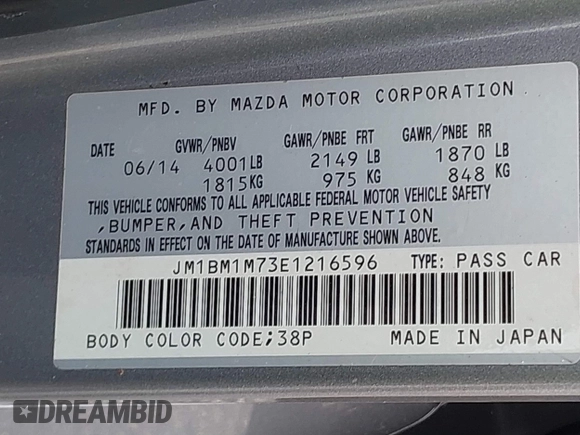 MFD. BY MAZDA MOTOR CORPORATION
DATE GVWR/PNBV GAWR/PNBE FRT GAWR/PNBE RR
06/14 4001LB 2149 LB 1870 LB
1815KG 975 KG 848 KG
THIS VEHICLE CONFORMS TO ALL APPLICABLE FEDERAL MOTOR VEHICLE SAFETY
,BUMPER,AND THEFT PREVENTION
STANDARDS IN EFFECT ON THE DATE OF MANUFACTURE SHOWN ABOVE.
JM1BM1M73E1216596 TYPE: PASS CAR
BODY COLOR CODE;38P MADE IN JAPAN
DREAMBID